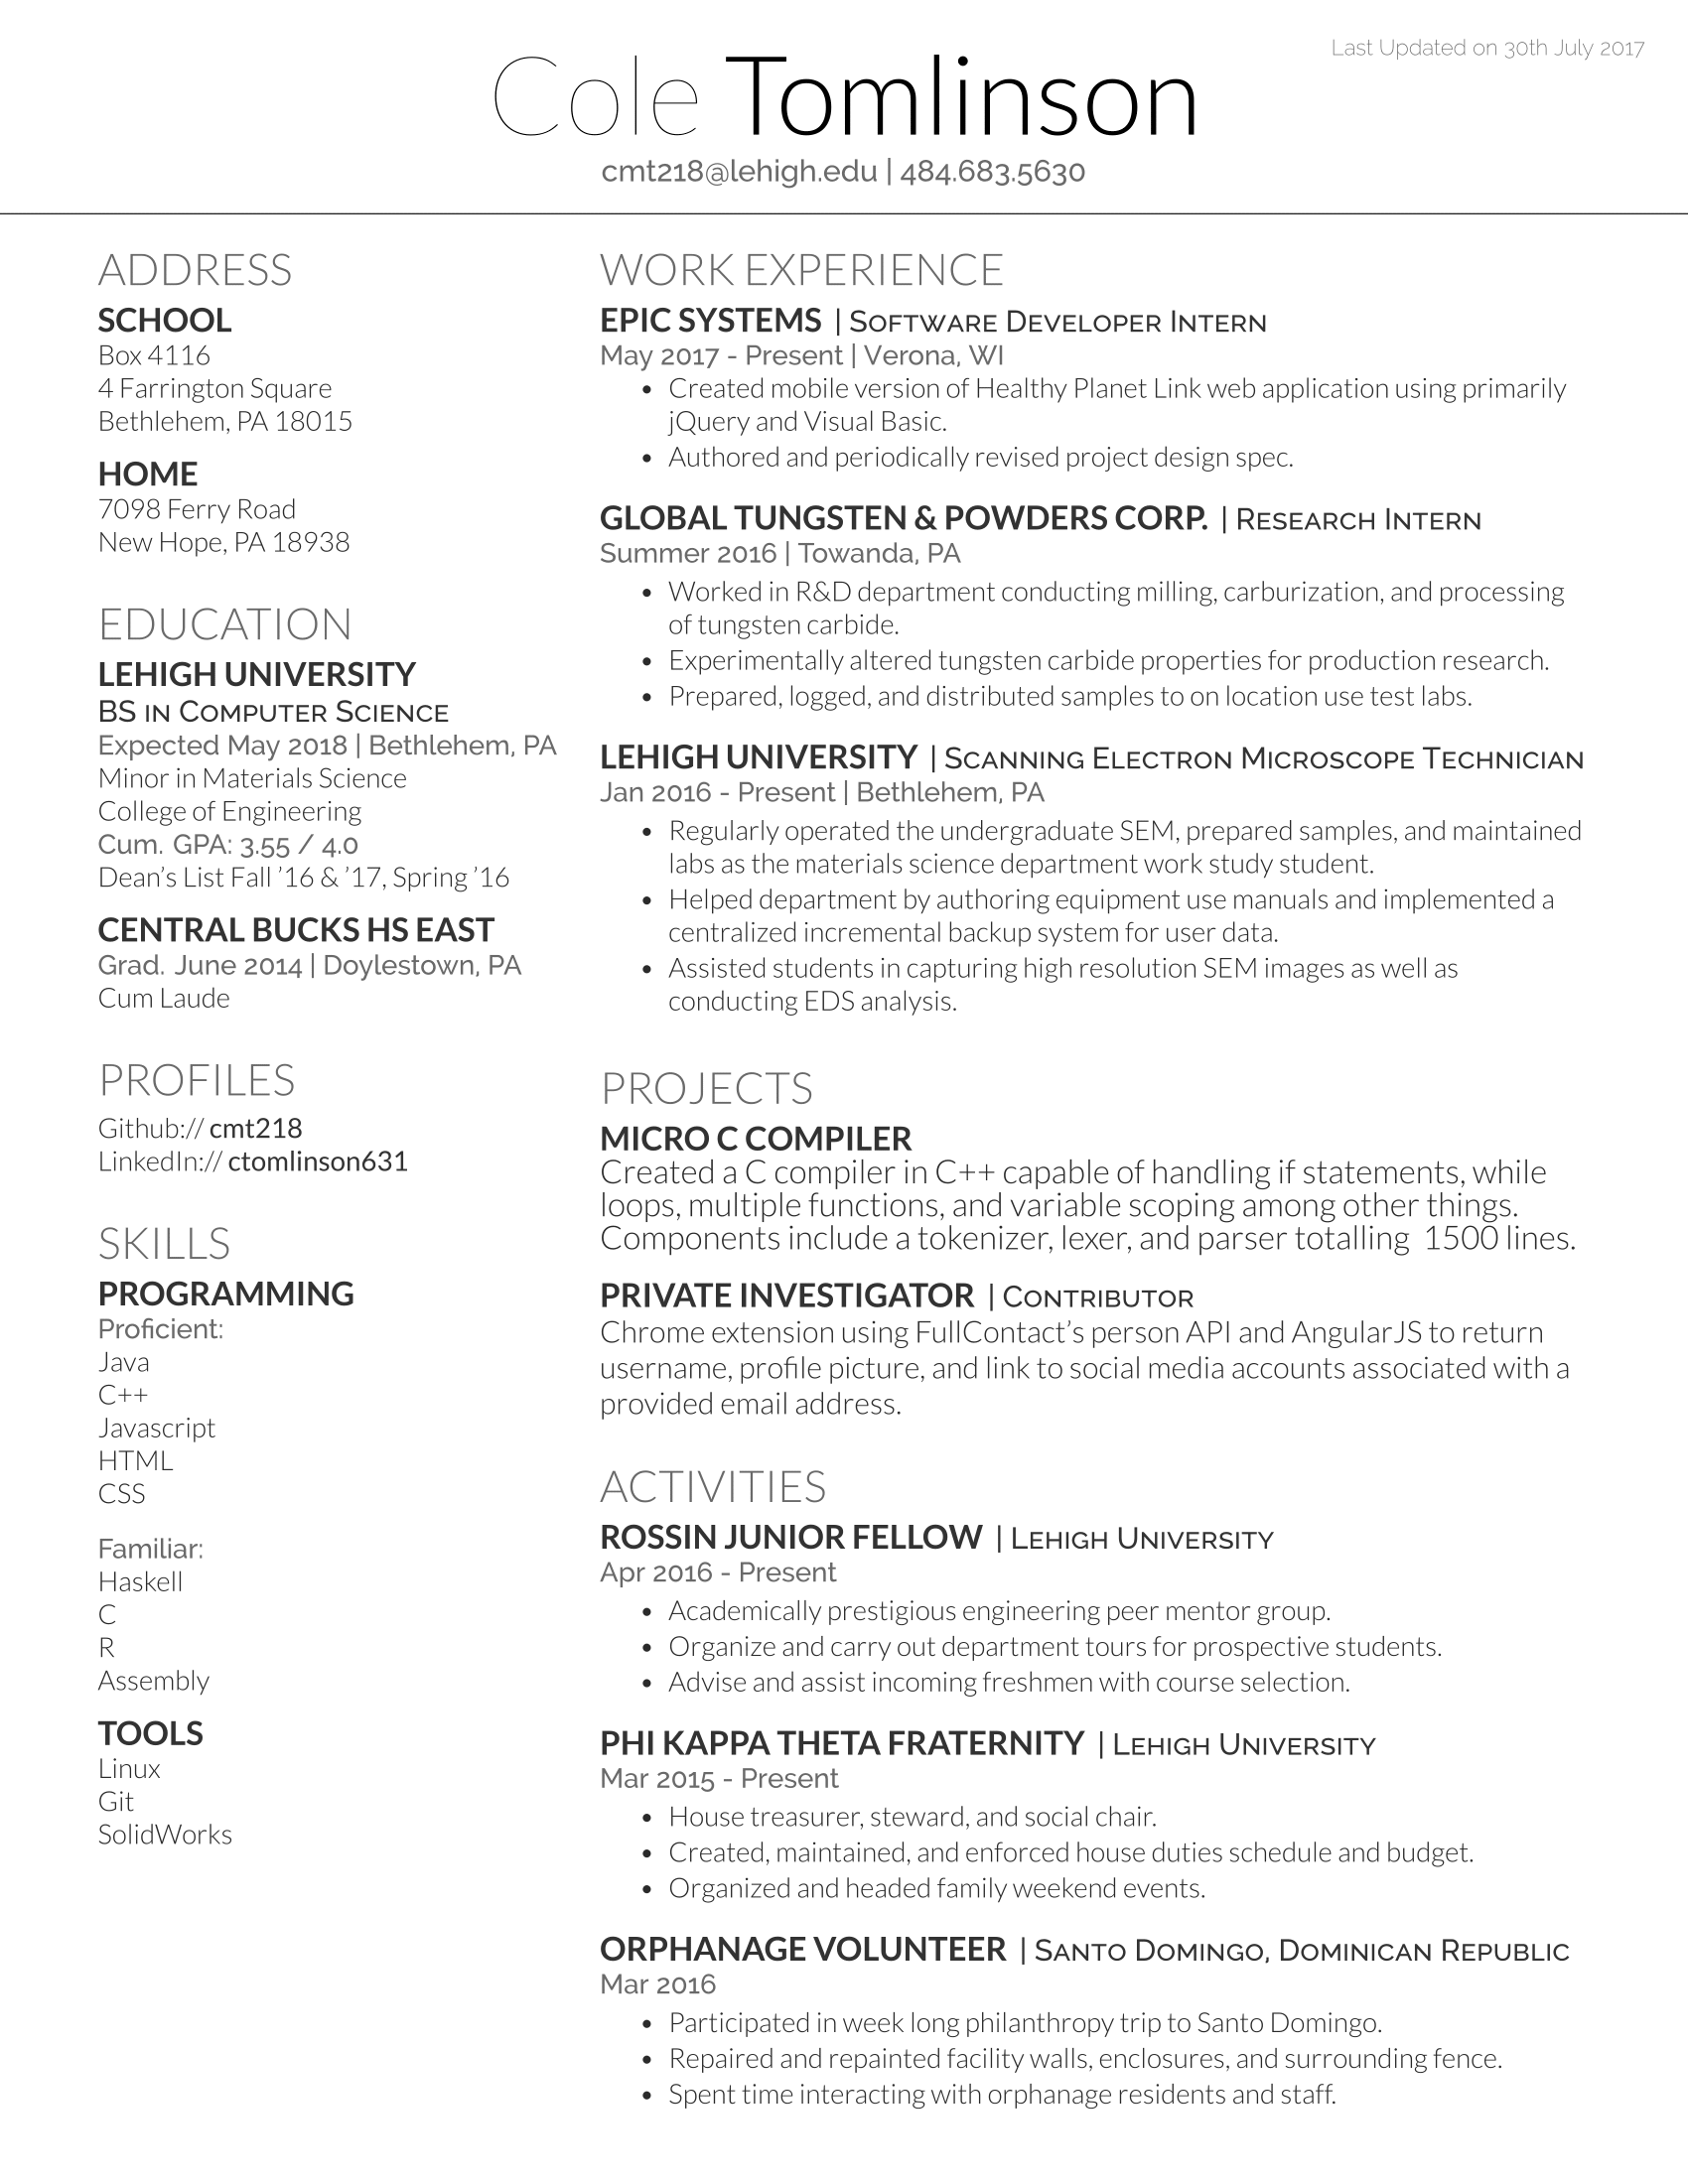 Last Updated on 30th July 2017
Cole Tomlinson
cmt218@lehigh.edu | 484.683.5630
ADDRESS
SCHOOL
Box 4116
4 Farrington Square
Bethlehem, PA 18015
HOME
7098 Ferry Road
New Hope, PA 18938
EDUCATION
LEHIGH UNIVERSITY
BS IN COMPUTER SCIENCE
Expected May 2018 | Bethlehem, PA
Minor in Materials Science
College of Engineering
Cum. GPA: 3.55 / 4.0
Dean's List Fall '16 & '17, Spring '16
CENTRAL BUCKS HS EAST
Grad. June 2014 | Doylestown, PA
Cum Laude
PROFILES
Github:// cmt218
LinkedIn:// ctomlinson631
SKILLS
PROGRAMMING
Proficient:
Java
C++
Javascript
HTML
CSS
Familiar:
Haskell
C
R
Assembly
TOOLS
Linux
Git
SolidWorks
WORK EXPERIENCE
EPIC SYSTEMS | SOFTWARE DEVELOPER INTERN
May 2017 - Present | Verona, WI
• Created mobile version of Healthy Planet Link web application using primarily
jQuery and Visual Basic.
• Authored and periodically revised project design spec.
GLOBAL TUNGSTEN & POWDERS CORP. | RESEARCH INTERN
Summer 2016 | Towanda, PA
• Worked in R&D department conducting milling, carburization, and processing
of tungsten carbide.
• Experimentally altered tungsten carbide properties for production research.
• Prepared, logged, and distributed samples to on location use test labs.
LEHIGH UNIVERSITY | SCANNING ELECTRON MICROSCOPE TECHNICIAN
Jan 2016 - Present | Bethlehem, PA
• Regularly operated the undergraduate SEM, prepared samples, and maintained
labs as the materials science department work study student.
• Helped department by authoring equipment use manuals and implemented a
centralized incremental backup system for user data.
• Assisted students in capturing high resolution SEM images as well as
conducting EDS analysis.
PROJECTS
MICRO C COMPILER
Created a C compiler in C++ capable of handling if statements, while
loops, multiple functions, and variable scoping among other things.
Components include a tokenizer, lexer, and parser totalling 1500 lines.
PRIVATE INVESTIGATOR | CONTRIBUTOR
Chrome extension using FullContact's person API and AngularJS to return
username, profile picture, and link to social media accounts associated with a
provided email address.
ACTIVITIES
ROSSIN JUNIOR FELLOW | LEHIGH UNIVERSITY
Apr 2016 - Present
• Academically prestigious engineering peer mentor group.
• Organize and carry out department tours for prospective students.
• Advise and assist incoming freshmen with course selection.
PHI KAPPA THETA FRATERNITY | LEHIGH UNIVERSITY
Mar 2015 - Present
• House treasurer, steward, and social chair.
• Created, maintained, and enforced house duties schedule and budget.
• Organized and headed family weekend events.
ORPHANAGE VOLUNTEER | SANTO DOMINGO, DOMINICAN REPUBLIC
Mar 2016
• Participated in week long philanthropy trip to Santo Domingo.
• Repaired and repainted facility walls, enclosures, and surrounding fence.
• Spent time interacting with orphanage residents and staff.